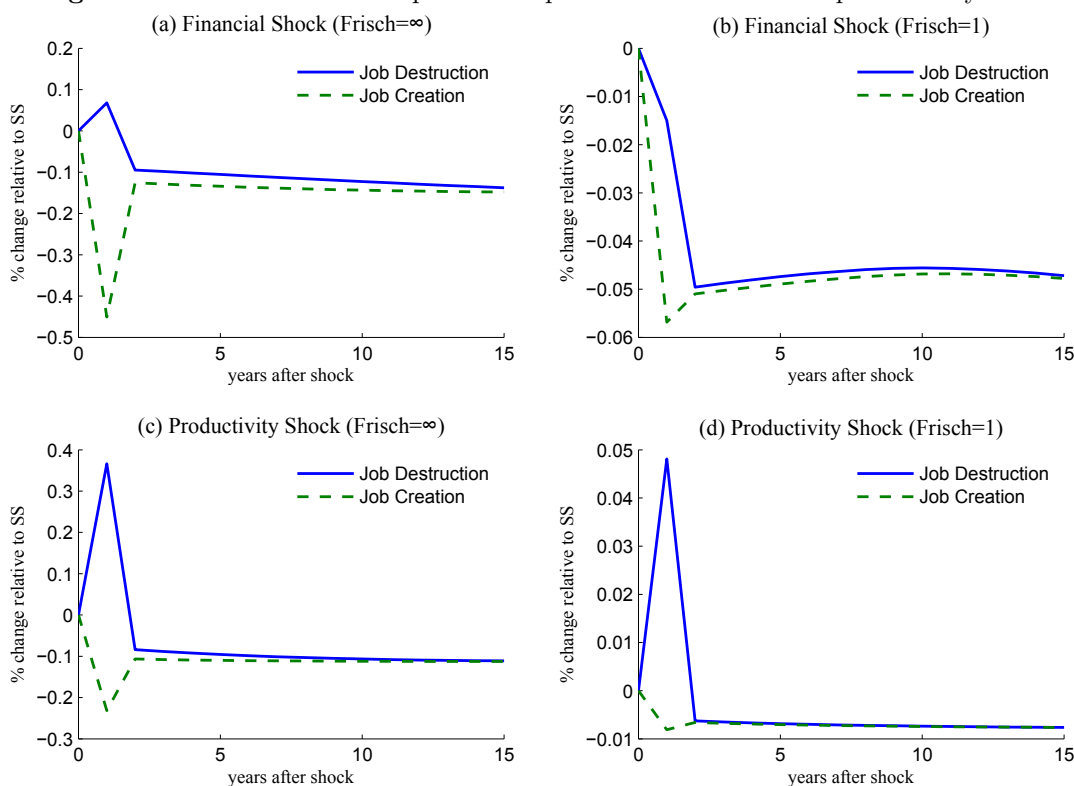 (a) Financial Shock (Frisch=∞)
0.2
0.1
0
−0.1
−0.2
−0.3
−0.4
−0.5
% change relative to SS
Job Destruction
Job Creation
0
5
10
15
years after shock
(b) Financial Shock (Frisch=1)
0
−0.01
−0.02
−0.03
−0.04
−0.05
−0.06
% change relative to SS
Job Destruction
Job Creation
0
5
10
15
years after shock
(c) Productivity Shock (Frisch=∞)
0.4
0.3
0.2
0.1
0
−0.1
−0.2
−0.3
% change relative to SS
Job Destruction
Job Creation
0
5
10
15
years after shock
(d) Productivity Shock (Frisch=1)
0.05
0.04
0.03
0.02
0.01
0
−0.01
% change relative to SS
Job Destruction
Job Creation
0
5
10
15
years after shock